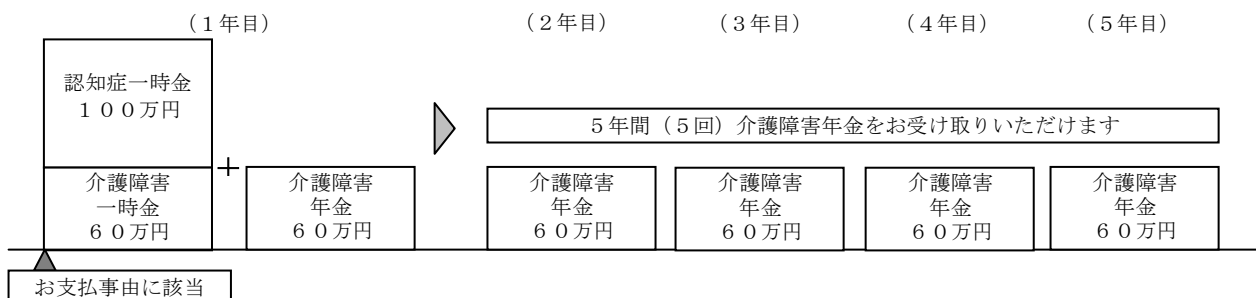 （１年目）
（２年目）
（３年目）
（４年目）
（５年目）
認知症一時金
１００万円
５年間（５回）介護障害年金をお受け取りいただけます
介護障害
一時金
６０万円
＋
介護障害
年金
６０万円
介護障害
年金
６０万円
介護障害
年金
６０万円
介護障害
年金
６０万円
介護障害
年金
６０万円
お支払事由に該当